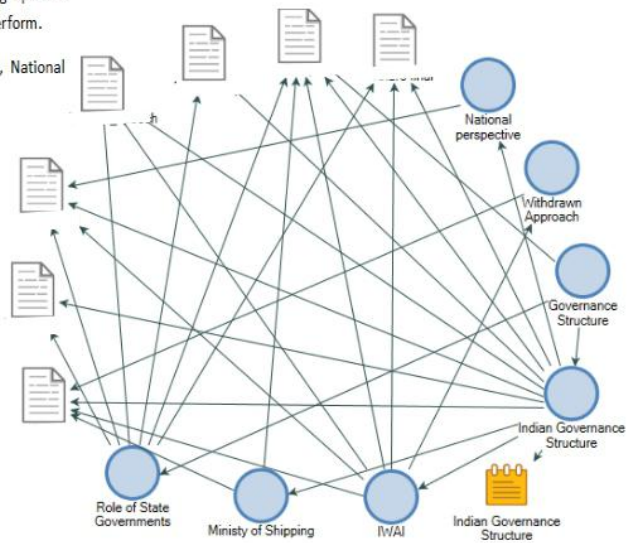 erform.
, National
National
perspective
Withdrawn
Approach
Governance
Structure
Indian Governance
Structure
Role of State
Governments
Ministy of Shipping
IWAI
Indian Governance
Structure